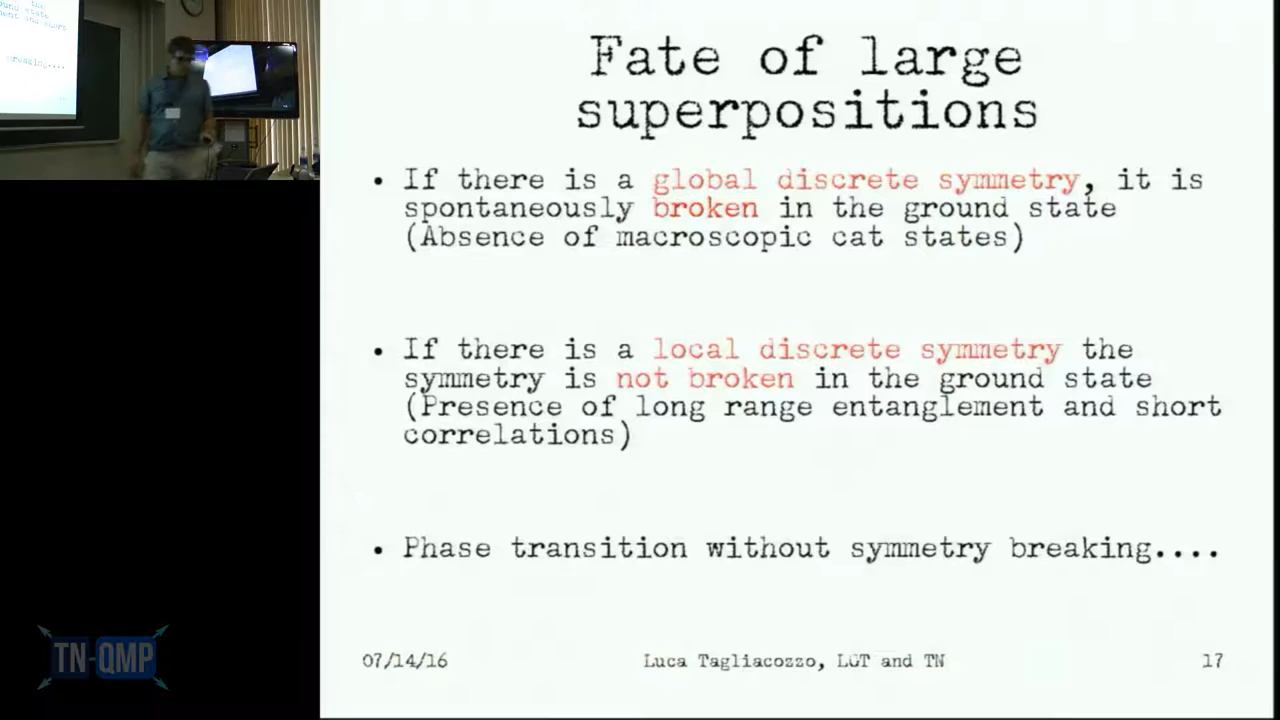 Fate of large
superpositions
• If there is a global discrete symmetry, it is
spontaneously broken in the ground state
(Absence of macroscopic cat states)
• If there is a local discrete symmetry the
symmetry is not broken in the ground state
(Presence of long range entanglement and short
correlations)
• Phase transition without symmetry breaking....
07/14/16
Luca Tagliacozzo, LGT and TN
17
TN-QMP